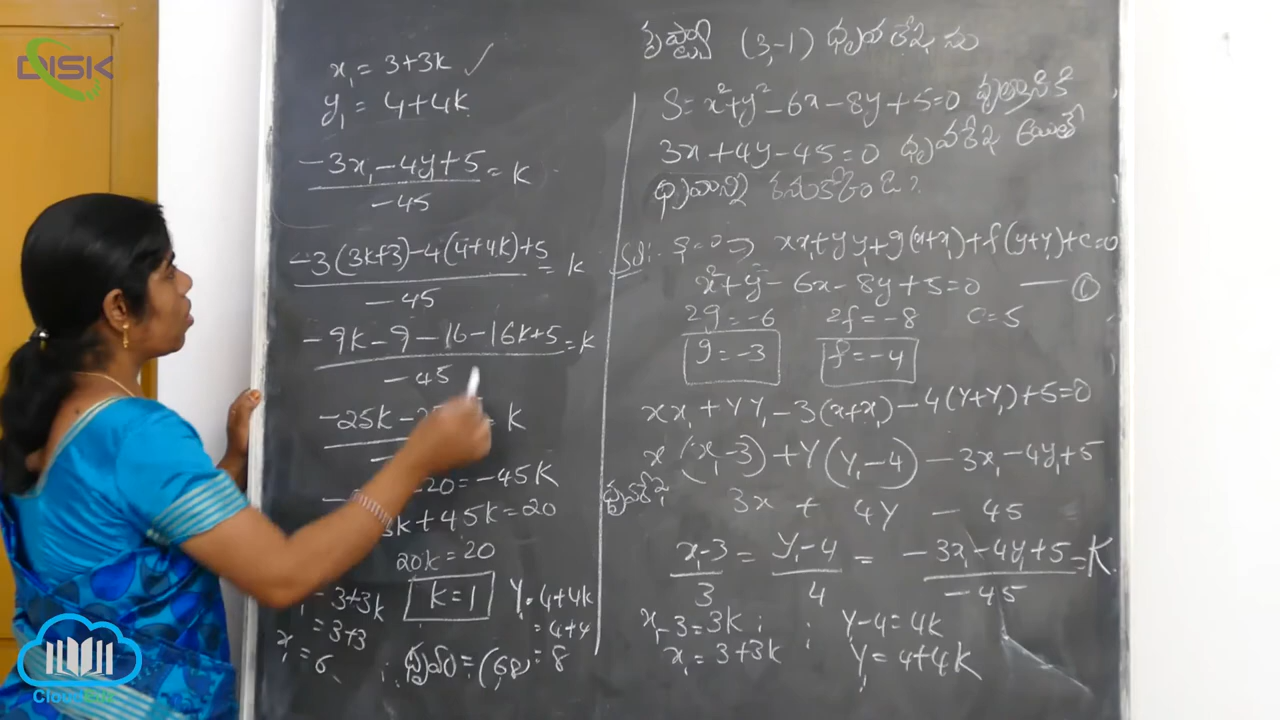 DISK
x₁ = 3+3k ✓
y₁ = 4+4k
-3x₁-4y+5 / -45 = k
-3(3k+3)-4(4+4k)+5 / -45 = k
-9k-9-16-16k+5 / -45 = k
-25k = k
20 = -45k
k+45k = 20
20k = 20
k=1
= 3+3k
= 3+3
x₁ = 6
Y = 4+4k
= 4+4
= 8
ధృవం = (6,8)
(3,-1) ధృవ రేఖ ను
S = x²+y²-6x-8y+5=0
3x+4y-45=0 ధృవరేఖ అయితే
ధృవాన్ని కనుకోండి?
Sol:- S₁=0 ⇒ xx₁+yy₁+g(x+x₁)+f(y+y₁)+c=0
x²+y²-6x-8y+5=0 — ①
2g=-6 2f=-8 c=5
g=-3 f=-4
xx₁+yy₁-3(x+x₁)-4(y+y₁)+5=0
x(x₁-3)+y(y₁-4)-3x₁-4y₁+5
ధృవరేఖ 3x + 4y - 45
x₁-3 / 3 = y₁-4 / 4 = -3x₁-4y₁+5 / -45 = K
x₁-3=3k ; y-4=4k
x₁=3+3k ; y₁=4+4k
CloudEdu